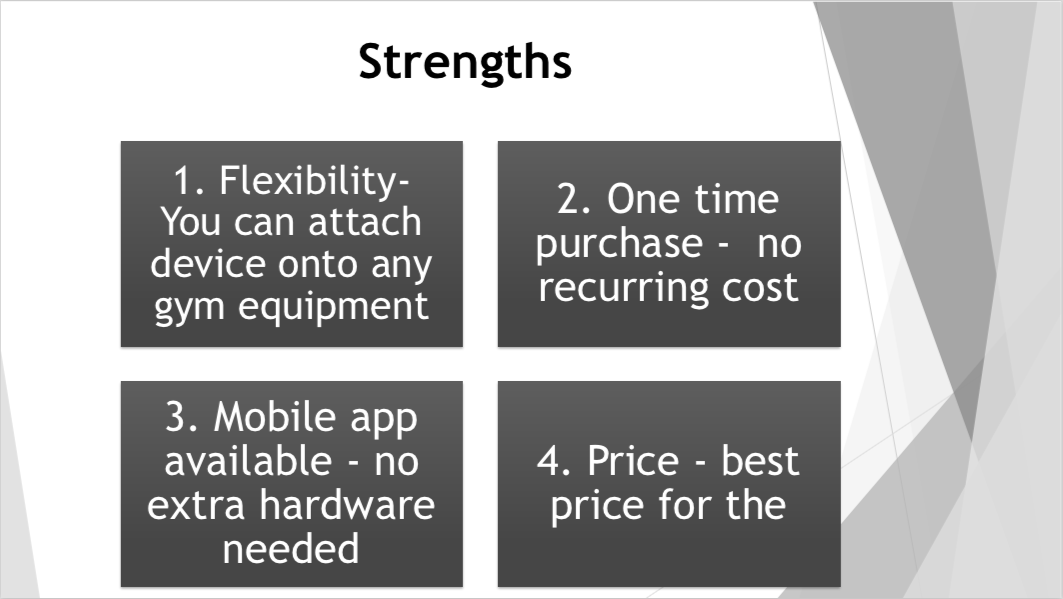 Strengths
1. Flexibility-
You can attach
device onto any
gym equipment
2. One time
purchase -  no
recurring cost
3. Mobile app
available - no
extra hardware
needed
4. Price - best
price for the